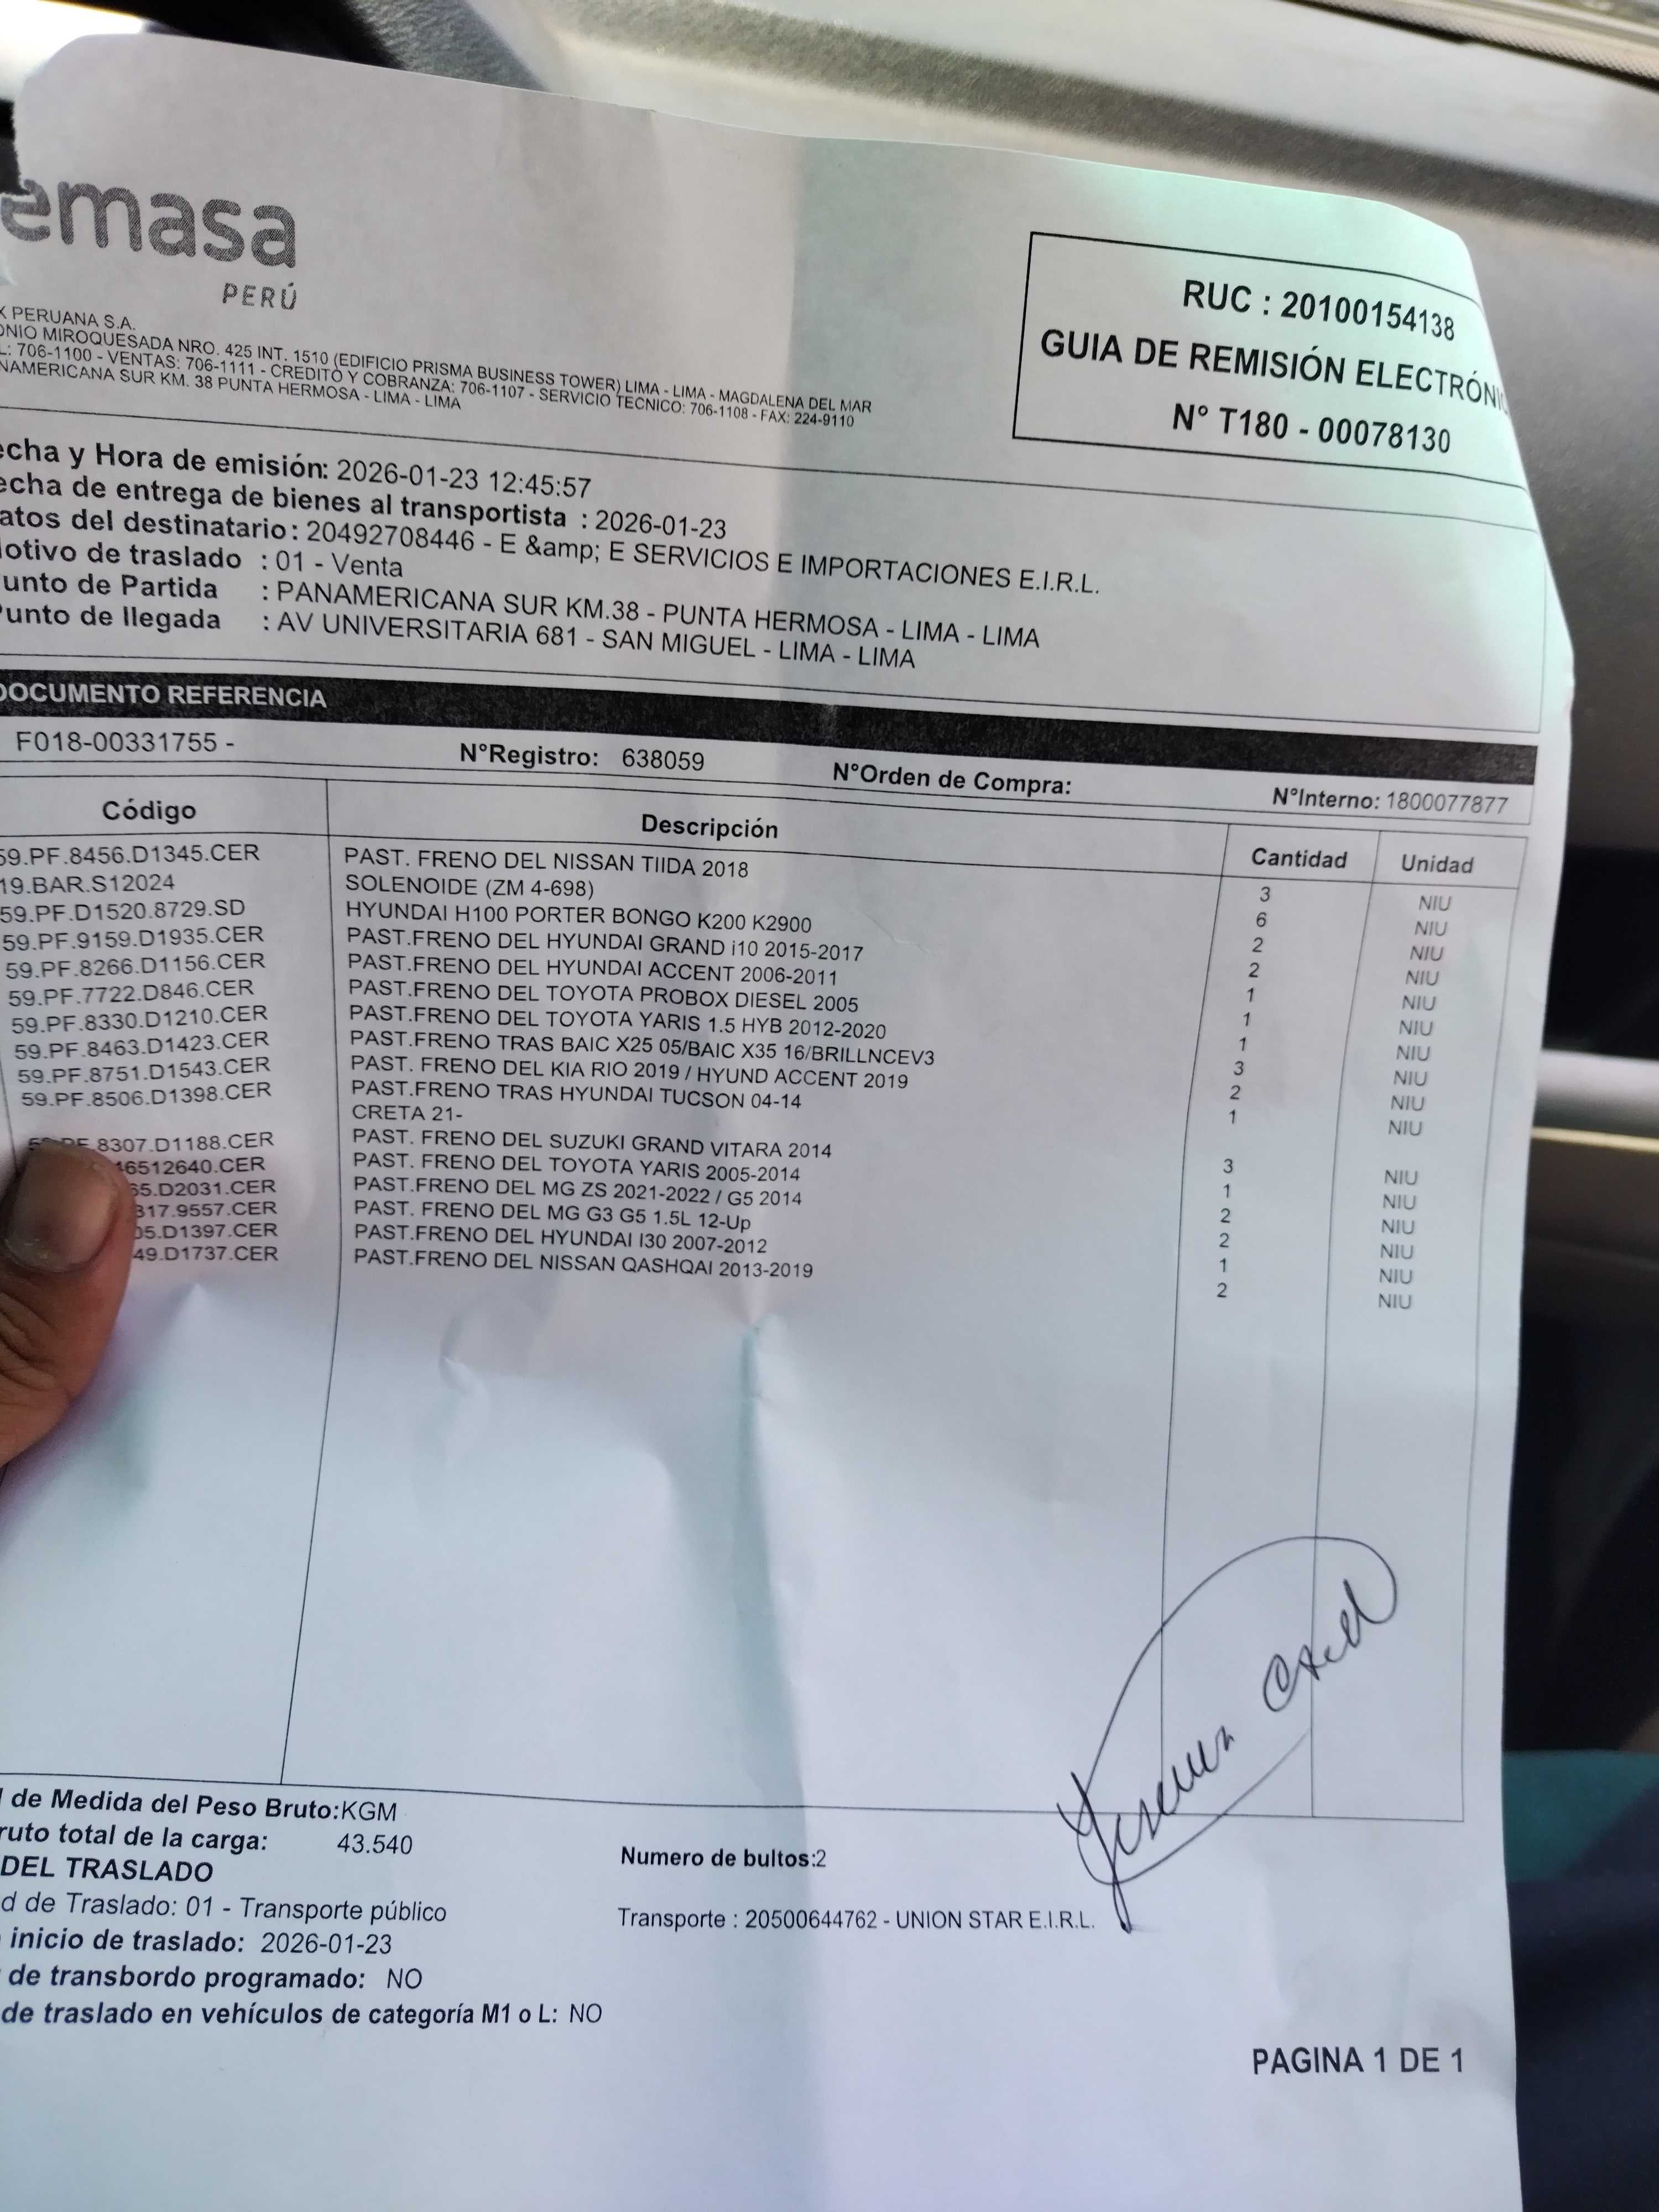 emasa
PERÚ
X PERUANA S.A.
ONIO MIROQUESADA NRO. 425 INT. 1510 (EDIFICIO PRISMA BUSINESS TOWER) LIMA - LIMA - MAGDALENA DEL MAR
L: 706-1100 - VENTAS: 706-1111 - CREDITO Y COBRANZA: 706-1107 - SERVICIO TECNICO: 706-1108 - FAX: 224-9110
NAMERICANA SUR KM. 38 PUNTA HERMOSA - LIMA - LIMA
RUC : 20100154138
GUIA DE REMISIÓN ELECTRÓNIC
N° T180 - 00078130
echa y Hora de emisión: 2026-01-23 12:45:57
echa de entrega de bienes al transportista : 2026-01-23
atos del destinatario : 20492708446 - E &amp; E SERVICIOS E IMPORTACIONES E.I.R.L.
otivo de traslado : 01 - Venta
unto de Partida : PANAMERICANA SUR KM.38 - PUNTA HERMOSA - LIMA - LIMA
Punto de llegada : AV UNIVERSITARIA 681 - SAN MIGUEL - LIMA - LIMA
DOCUMENTO REFERENCIA
F018-00331755 - N°Registro: 638059 N°Orden de Compra: N°Interno: 1800077877
Código Descripción Cantidad Unidad
59.PF.8456.D1345.CER PAST. FRENO DEL NISSAN TIIDA 2018 3 NIU
19.BAR.S12024 SOLENOIDE (ZM 4-698) 6 NIU
59.PF.D1520.8729.SD HYUNDAI H100 PORTER BONGO K200 K2900 2 NIU
59.PF.9159.D1935.CER PAST.FRENO DEL HYUNDAI GRAND i10 2015-2017 2 NIU
59.PF.8266.D1156.CER PAST.FRENO DEL HYUNDAI ACCENT 2006-2011 1 NIU
59.PF.7722.D846.CER PAST.FRENO DEL TOYOTA PROBOX DIESEL 2005 1 NIU
59.PF.8330.D1210.CER PAST.FRENO DEL TOYOTA YARIS 1.5 HYB 2012-2020 1 NIU
59.PF.8463.D1423.CER PAST.FRENO TRAS BAIC X25 05/BAIC X35 16/BRILLNCEV3 3 NIU
59.PF.8751.D1543.CER PAST. FRENO DEL KIA RIO 2019 / HYUND ACCENT 2019 2 NIU
59.PF.8506.D1398.CER PAST.FRENO TRAS HYUNDAI TUCSON 04-14 1 NIU
CRETA 21-
59.PF.8307.D1188.CER PAST. FRENO DEL SUZUKI GRAND VITARA 2014 3 NIU
46512640.CER PAST. FRENO DEL TOYOTA YARIS 2005-2014 1 NIU
65.D2031.CER PAST.FRENO DEL MG ZS 2021-2022 / G5 2014 2 NIU
317.9557.CER PAST. FRENO DEL MG G3 G5 1.5L 12-Up 2 NIU
05.D1397.CER PAST.FRENO DEL HYUNDAI I30 2007-2012 1 NIU
49.D1737.CER PAST.FRENO DEL NISSAN QASHQAI 2013-2019 2 NIU
d de Medida del Peso Bruto:KGM
ruto total de la carga: 43.540 Numero de bultos:2
DEL TRASLADO
d de Traslado: 01 - Transporte público Transporte : 20500644762 - UNION STAR E.I.R.L.
inicio de traslado: 2026-01-23
de transbordo programado: NO
de traslado en vehículos de categoría M1 o L: NO
PAGINA 1 DE 1